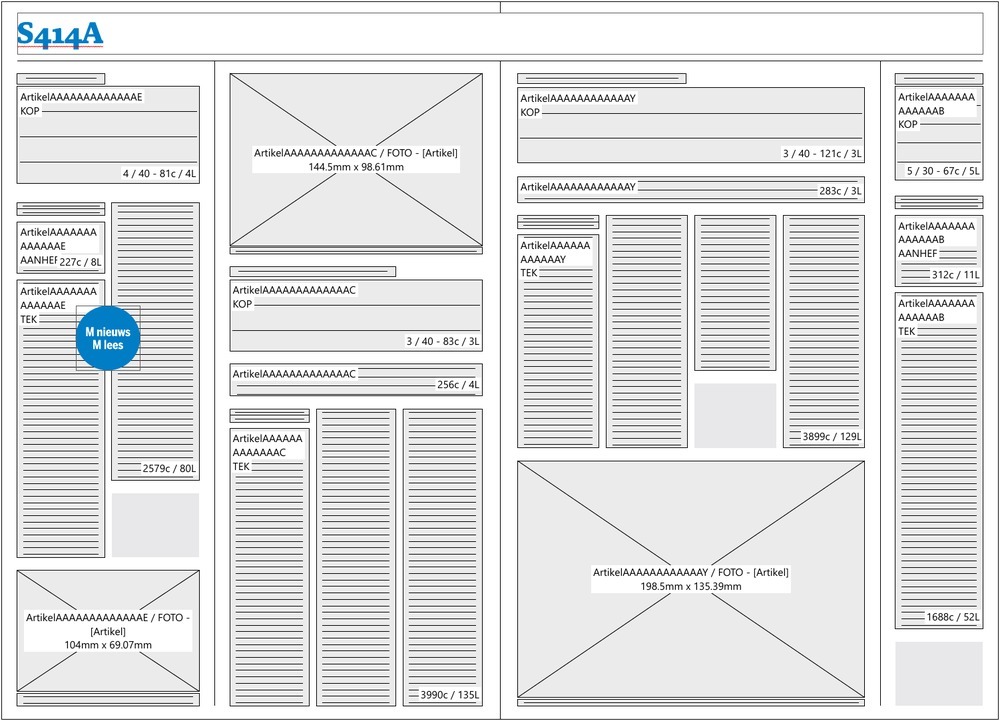 S414A
ArtikelAAAAAAAAAAAAAE
KOP
4 / 40 - 81c / 4L
ArtikelAAAAAAA
AAAAAAE
AANHEF
227c / 8L
ArtikelAAAAAAA
AAAAAAE
TEK
M nieuws
M lees
2579c / 80L
ArtikelAAAAAAAAAAAAAE / FOTO -
[Artikel]
104mm x 69.07mm
ArtikelAAAAAAAAAAAAAC / FOTO - [Artikel]
144.5mm x 98.61mm
ArtikelAAAAAAAAAAAAAC
KOP
3 / 40 - 83c / 3L
ArtikelAAAAAAAAAAAAAC
256c / 4L
ArtikelAAAAAA
AAAAAAAC
TEK
3990c / 135L
ArtikelAAAAAAAAAAAAY
KOP
3 / 40 - 121c / 3L
ArtikelAAAAAAAAAAAAY
283c / 3L
ArtikelAAAAAA
AAAAAAY
TEK
3899c / 129L
ArtikelAAAAAAAAAAAAY / FOTO - [Artikel]
198.5mm x 135.39mm
ArtikelAAAAAAA
AAAAAAB
KOP
5 / 30 - 67c / 5L
ArtikelAAAAAAA
AAAAAAB
AANHEF
312c / 11L
ArtikelAAAAAAA
AAAAAAB
TEK
1688c / 52L